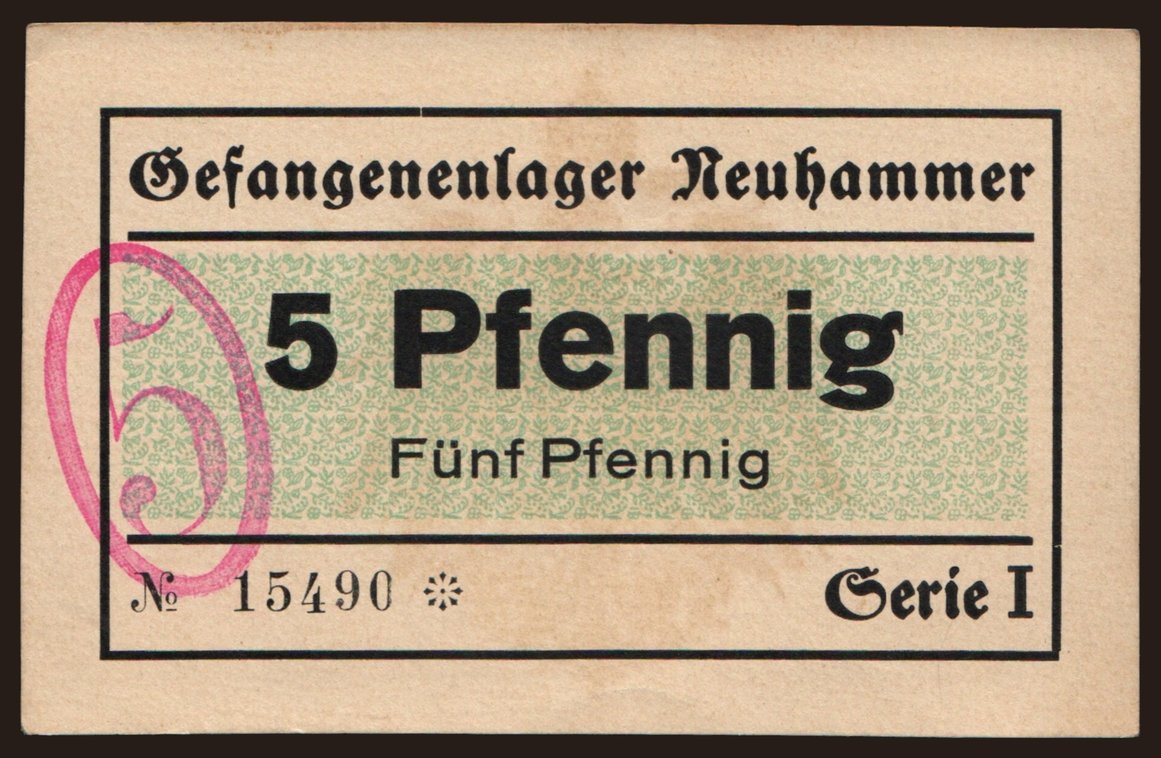 Gefangenenlager Neuhammer
5 Pfennig
Fünf Pfennig
5
№ 15490
Serie I